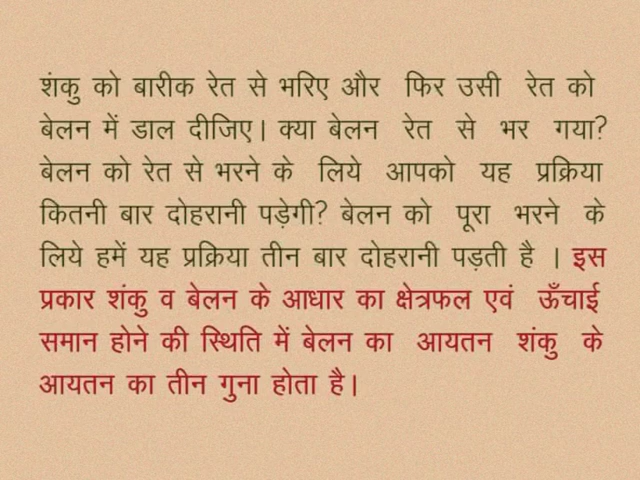 शंकु को बारीक रेत से भरिए और फिर उसी रेत को
बेलन में डाल दीजिए। क्या बेलन रेत से भर गया?
बेलन को रेत से भरने के लिये आपको यह प्रक्रिया
कितनी बार दोहरानी पड़ेगी? बेलन को पूरा भरने के
लिये हमें यह प्रक्रिया तीन बार दोहरानी पड़ती है । इस
प्रकार शंकु व बेलन के आधार का क्षेत्रफल एवं ऊँचाई
समान होने की स्थिति में बेलन का आयतन शंकु के
आयतन का तीन गुना होता है।